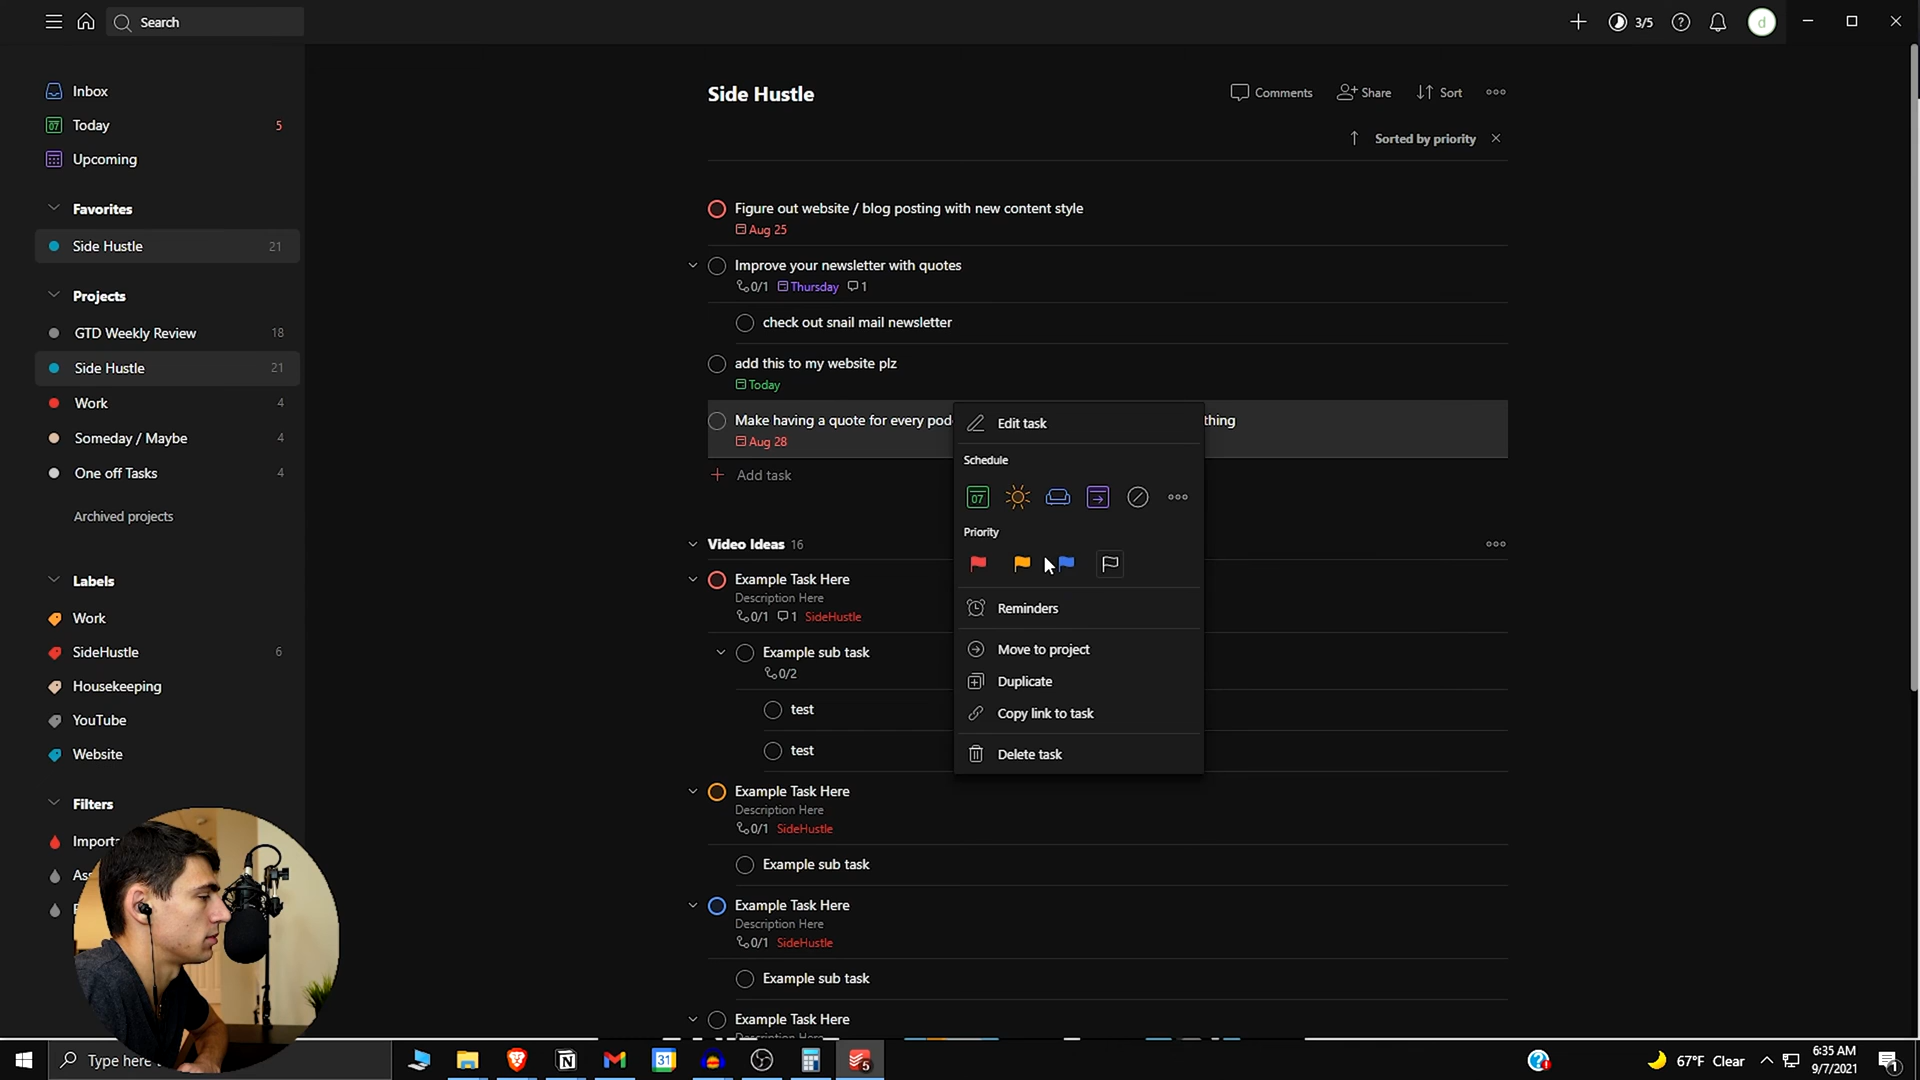 Search
3/5
d
Inbox
07 Today 5
Upcoming
Favorites
Side Hustle 21
Projects
GTD Weekly Review 18
Side Hustle 21
Work 4
Someday / Maybe 4
One off Tasks 4
Archived projects
Labels
Work
SideHustle 6
Housekeeping
YouTube
Website
Filters
Side Hustle
Comments Share Sort
Sorted by priority
Figure out website / blog posting with new content style
Aug 25
Improve your newsletter with quotes
0/1 Thursday 1
check out snail mail newsletter
add this to my website plz
Today
Make having a quote for every thing
Aug 28
Add task
Edit task
Schedule
07
Priority
Reminders
Move to project
Duplicate
Copy link to task
Delete task
Video Ideas 16
Example Task Here
Description Here
0/1 1 SideHustle
Example sub task
0/2
test
test
Example Task Here
Description Here
0/1 SideHustle
Example sub task
Example Task Here
Description Here
0/1 SideHustle
Example sub task
Example Task Here
Type here
31
5
67°F Clear
6:35 AM
9/7/2021
1